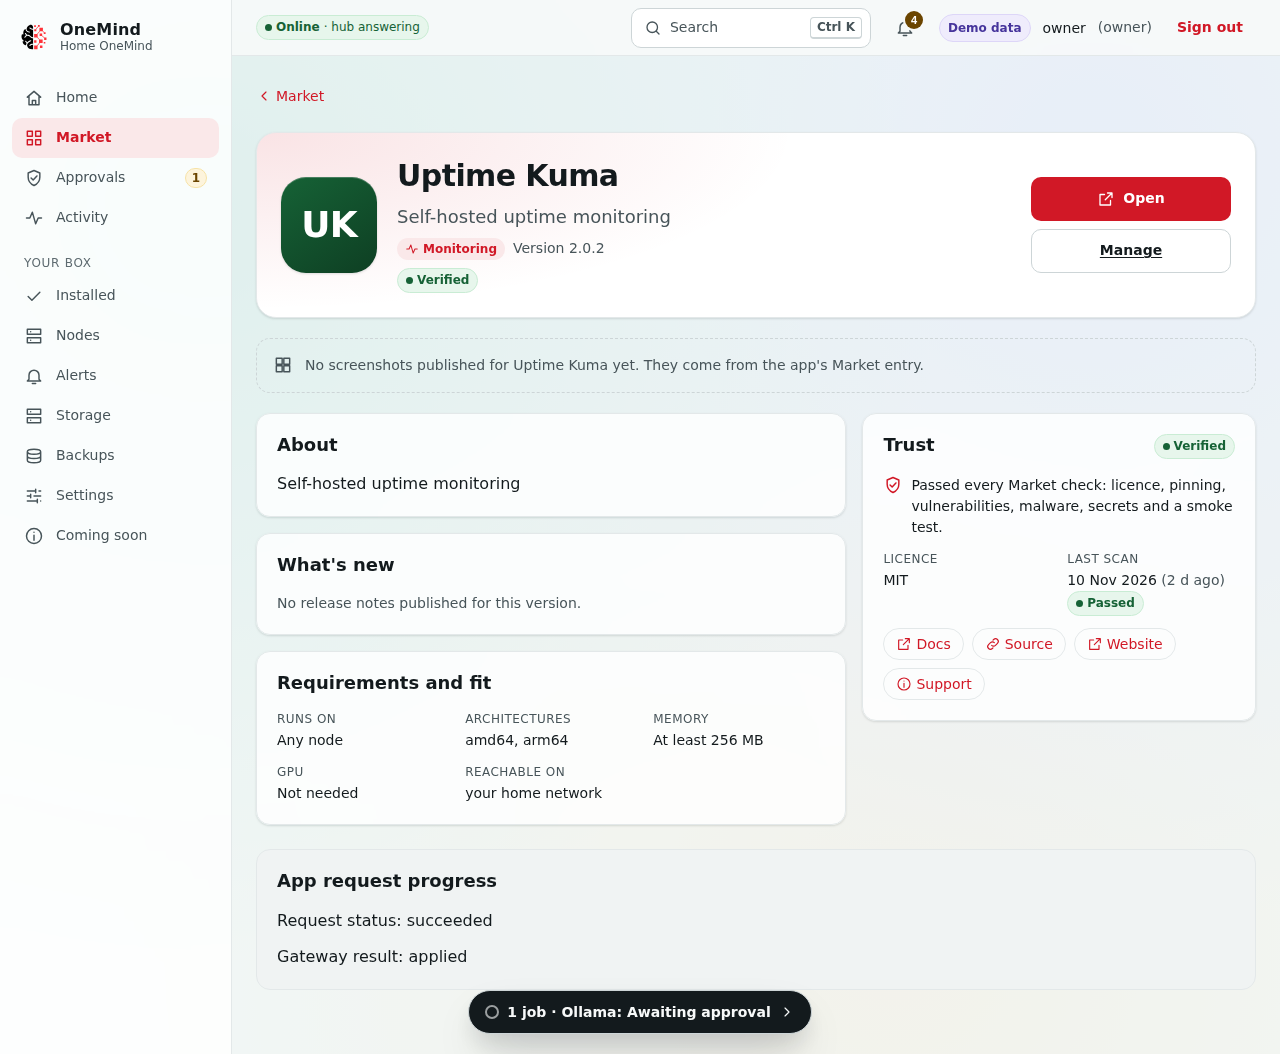 OneMind
Home OneMind
Home
Market
Approvals
1
Activity
YOUR BOX
Installed
Nodes
Alerts
Storage
Backups
Settings
Coming soon
Online · hub answering
Search
Ctrl K
4
Demo data
owner (owner)
Sign out
Market
UK
Uptime Kuma
Self-hosted uptime monitoring
Monitoring
Version 2.0.2
Verified
Open
Manage
No screenshots published for Uptime Kuma yet. They come from the app's Market entry.
About
Self-hosted uptime monitoring
What's new
No release notes published for this version.
Requirements and fit
RUNS ON
Any node
ARCHITECTURES
amd64, arm64
MEMORY
At least 256 MB
GPU
Not needed
REACHABLE ON
your home network
Trust
Verified
Passed every Market check: licence, pinning,
vulnerabilities, malware, secrets and a smoke
test.
LICENCE
MIT
LAST SCAN
10 Nov 2026 (2 d ago)
Passed
Docs
Source
Website
Support
App request progress
Request status: succeeded
Gateway result: applied
1 job · Ollama: Awaiting approval